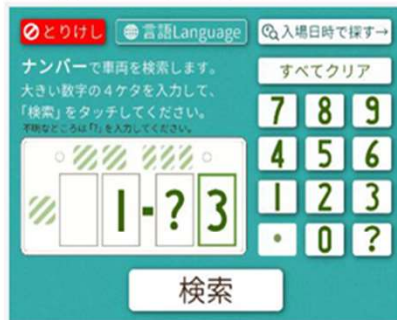 とりけし
言語Language
入場日時で探す→
ナンバーで車両を検索します。
大きい数字の4ケタを入力して、
「検索」をタッチしてください。
不明なところは「?」を入力してください。
すべてクリア
7 8 9
4 5 6
1 2 3
・ 0 ?
1-?3
検索